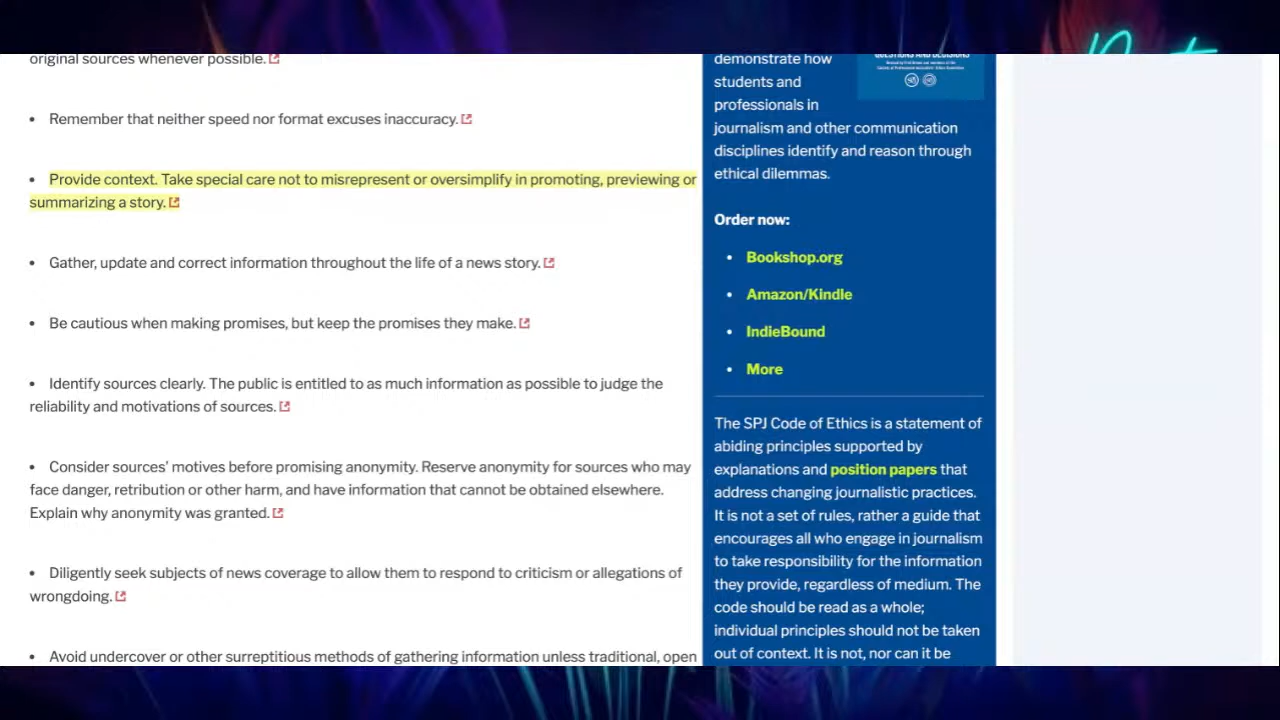 original sources whenever possible.
• Remember that neither speed nor format excuses inaccuracy.
• Provide context. Take special care not to misrepresent or oversimplify in promoting, previewing or
summarizing a story.
• Gather, update and correct information throughout the life of a news story.
• Be cautious when making promises, but keep the promises they make.
• Identify sources clearly. The public is entitled to as much information as possible to judge the
reliability and motivations of sources.
• Consider sources' motives before promising anonymity. Reserve anonymity for sources who may
face danger, retribution or other harm, and have information that cannot be obtained elsewhere.
Explain why anonymity was granted.
• Diligently seek subjects of news coverage to allow them to respond to criticism or allegations of
wrongdoing.
• Avoid undercover or other surreptitious methods of gathering information unless traditional, open
demonstrate how
students and
professionals in
journalism and other communication
disciplines identify and reason through
ethical dilemmas.
QUESTIONS AND DECISIONS
Order now:
• Bookshop.org
• Amazon/Kindle
• IndieBound
• More
The SPJ Code of Ethics is a statement of
abiding principles supported by
explanations and position papers that
address changing journalistic practices.
It is not a set of rules, rather a guide that
encourages all who engage in journalism
to take responsibility for the information
they provide, regardless of medium. The
code should be read as a whole;
individual principles should not be taken
out of context. It is not, nor can it be